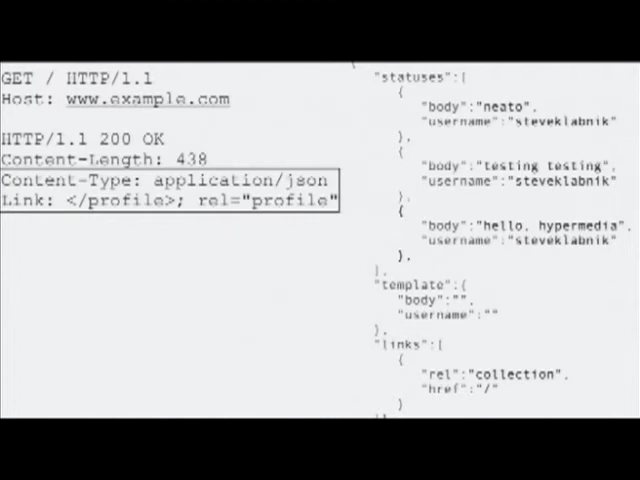 GET / HTTP/1.1
Host: www.example.com
HTTP/1.1 200 OK
Content-Length: 438
Content-Type: application/json
Link: </profile>; rel="profile"
{
"statuses":[
{
"body":"neato",
"username":"steveklabnik"
},
{
"body":"testing testing",
"username":"steveklabnik"
},
{
"body":"hello, hypermedia",
"username":"steveklabnik"
},
],
"template":{
"body":"",
"username":""
},
"links":[
{
"rel":"collection",
"href":"/"
}